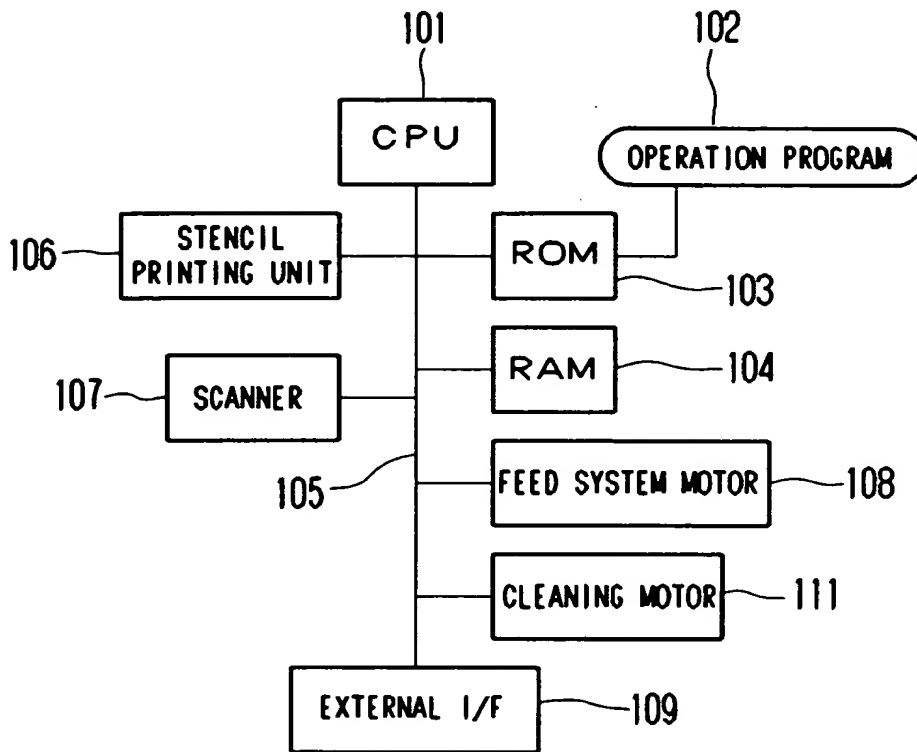 101
102
CPU
OPERATION PROGRAM
106
STENCIL
PRINTING UNIT
ROM
103
107
SCANNER
RAM
104
105
FEED SYSTEM MOTOR
108
CLEANING MOTOR
111
EXTERNAL I/F
109